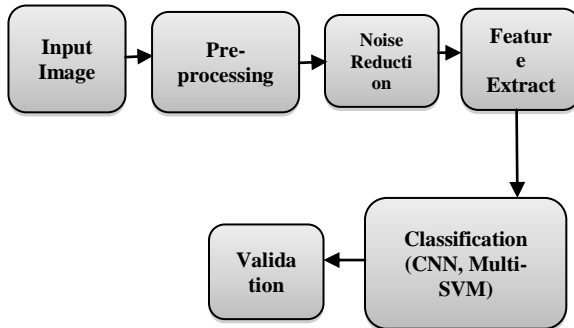 Input
Image
Pre-
processing
Noise
Reducti
on
Featur
e
Extract
Classification
(CNN, Multi-
SVM)
Valida
tion